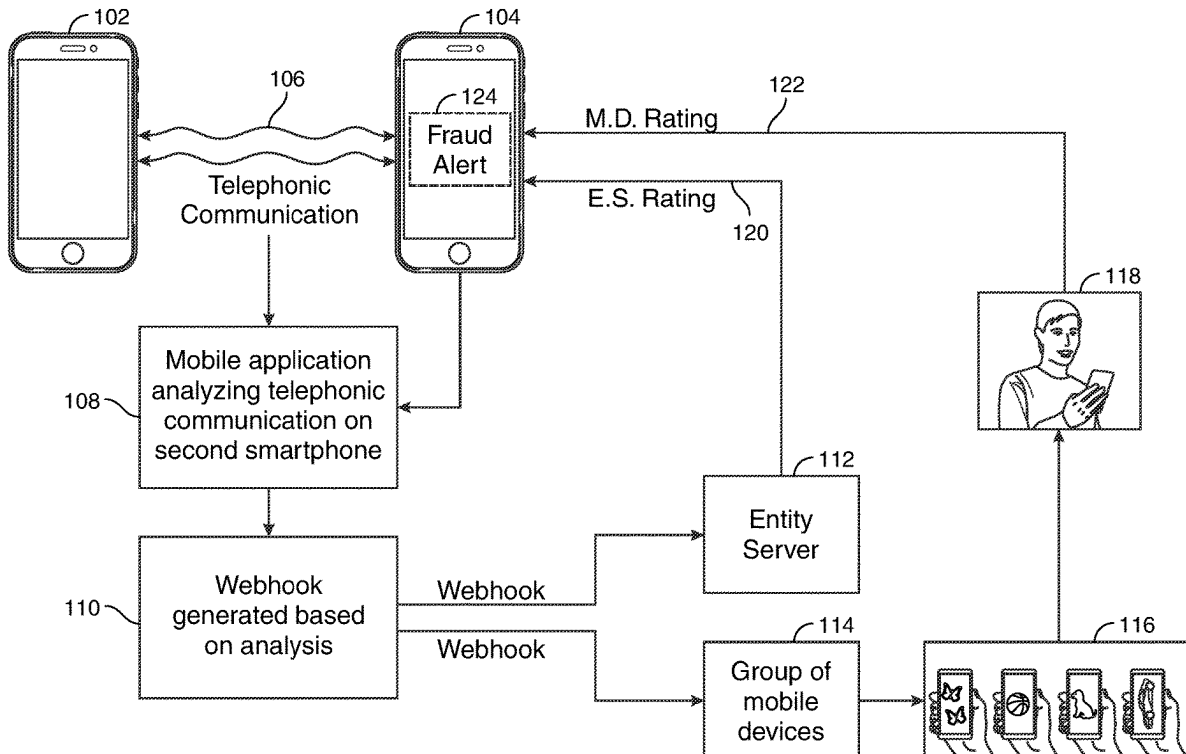 102
104
106
124
Fraud
Alert
122
M.D. Rating
E.S. Rating
120
Telephonic
Communication
118
Mobile application
analyzing telephonic
communication on
second smartphone
108
112
Entity
Server
Webhook
generated based
on analysis
110
Webhook
Webhook
114
Group of
mobile
devices
116